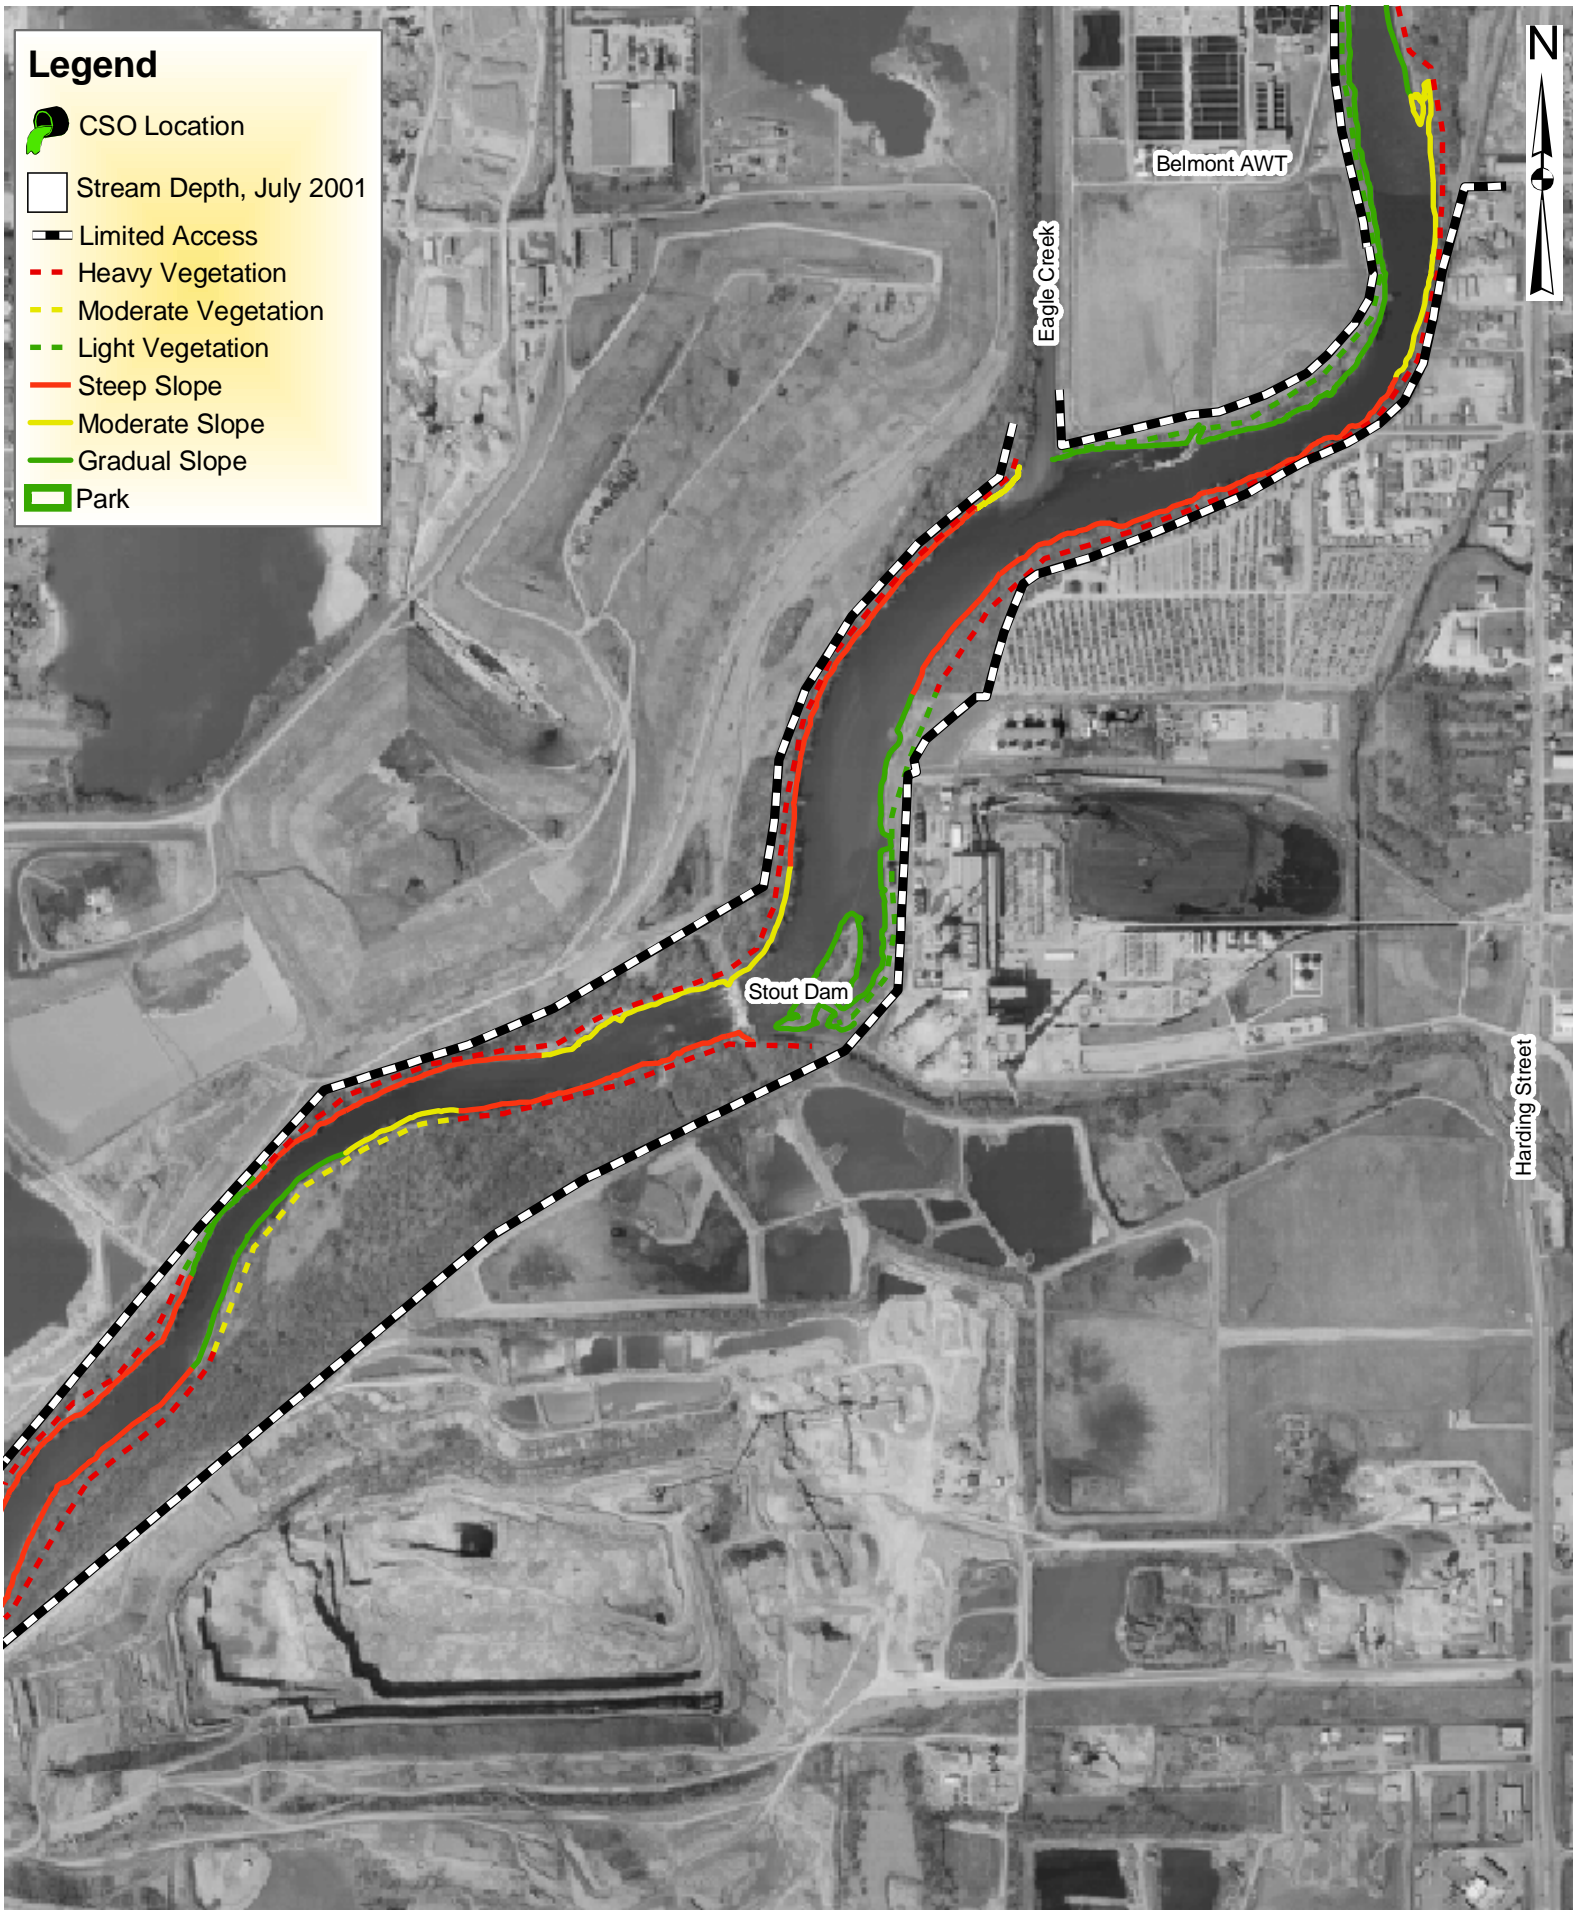 Legend
CSO Location
Stream Depth, July 2001
Limited Access
Heavy Vegetation
Moderate Vegetation
Light Vegetation
Steep Slope
Moderate Slope
Gradual Slope
Park
N
Belmont AWT
Eagle Creek
Stout Dam
Harding Street